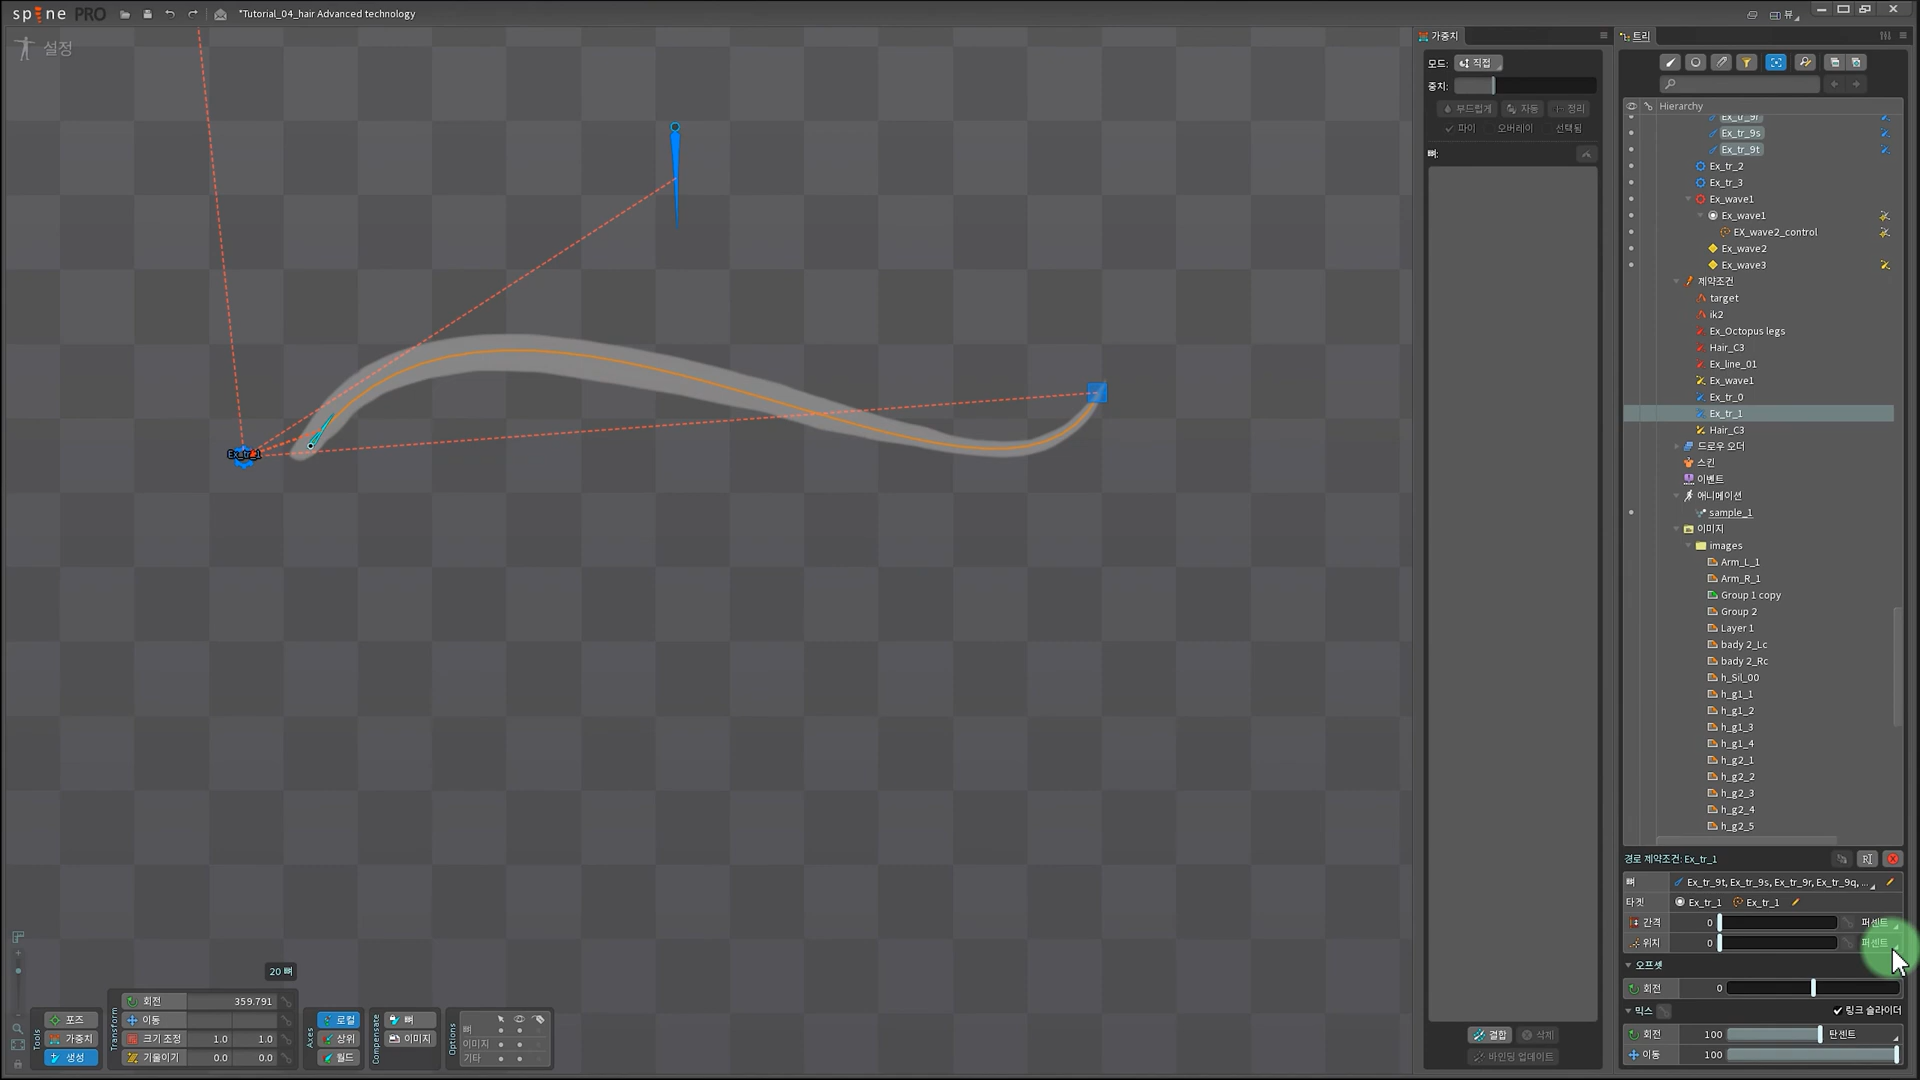 spine PRO
*Tutorial_04_hair Advanced technology
뷰
설정
Ex_tr_1
20 뼈
Tools
포즈
가중치
생성
Transform
회전 359.791
이동
크기 조정 1.0 1.0
기울이기 0.0 0.0
Axes
로컬
상위
월드
Compensate
뼈
이미지
Options
뼈
이미지
기타
가중치
모드: 직접
중치:
부드럽게 자동 정리
파이 오버레이 선택됨
뼈:
결합 삭제
바인딩 업데이트
트리
Hierarchy
Ex_tr_9r
Ex_tr_9s
Ex_tr_9t
Ex_tr_2
Ex_tr_3
Ex_wave1
Ex_wave1
EX_wave2_control
Ex_wave2
Ex_wave3
제약조건
target
ik2
Ex_Octopus legs
Hair_C3
Ex_line_01
Ex_wave1
Ex_tr_0
Ex_tr_1
Hair_C3
드로우 오더
스킨
이벤트
애니메이션
sample_1
이미지
images
Arm_L_1
Arm_R_1
Group 1 copy
Group 2
Layer 1
bady 2_Lc
bady 2_Rc
h_Sil_00
h_g1_1
h_g1_2
h_g1_3
h_g1_4
h_g2_1
h_g2_2
h_g2_3
h_g2_4
h_g2_5
경로 제약조건: Ex_tr_1
뼈 Ex_tr_9t, Ex_tr_9s, Ex_tr_9r, Ex_tr_9q, ...
타겟 Ex_tr_1 Ex_tr_1
간격 0 퍼센트
위치 0 퍼센트
오프셋
회전 0
믹스 링크 슬라이더
회전 100 탄젠트
이동 100